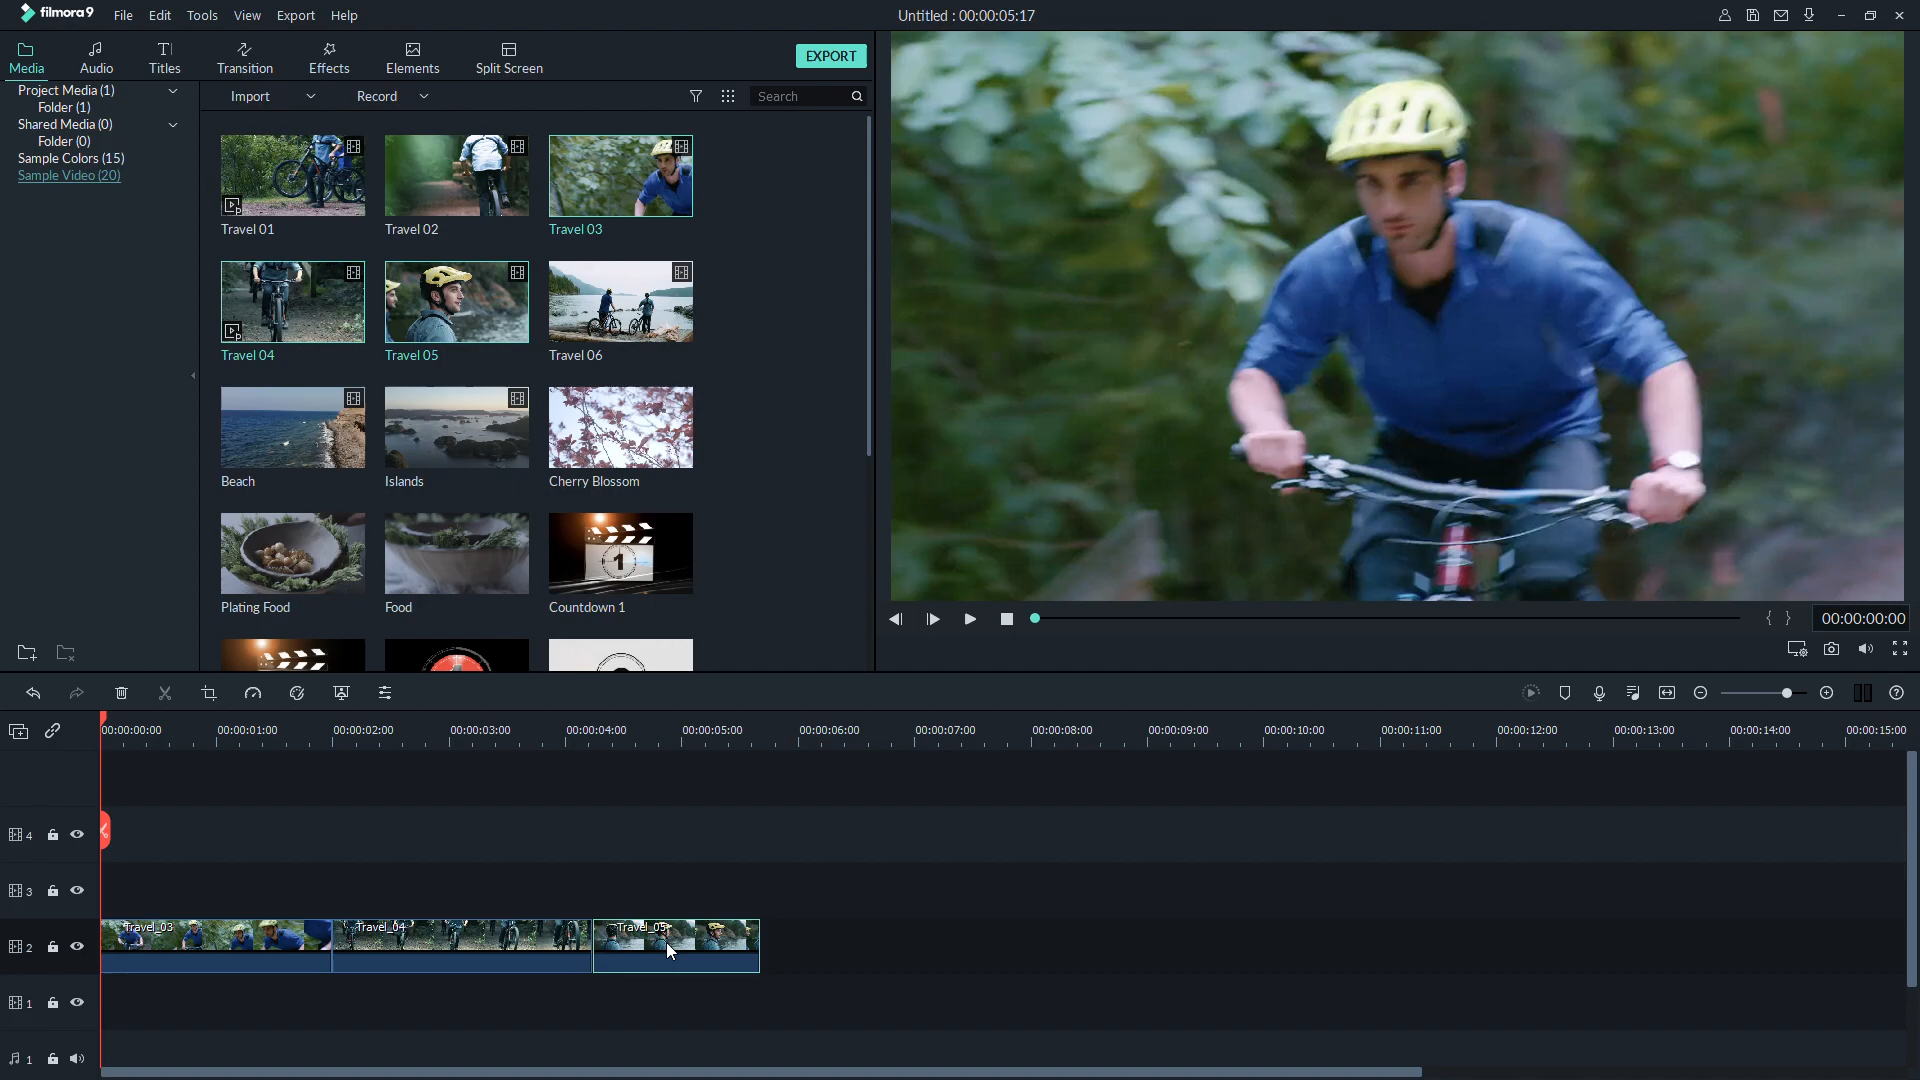 filmora9 File Edit Tools View Export Help Untitled : 00:00:05:17
Media Audio Titles Transition Effects Elements Split Screen EXPORT
Project Media (1)
Folder (1)
Shared Media (0)
Folder (0)
Sample Colors (15)
Sample Video (20)
Import Record Search
Travel 01 Travel 02 Travel 03
Travel 04 Travel 05 Travel 06
Beach Islands Cherry Blossom
1
Plating Food Food Countdown 1
00:00:00:00
00:00:00:00 00:00:01:00 00:00:02:00 00:00:03:00 00:00:04:00 00:00:05:00 00:00:06:00 00:00:07:00 00:00:08:00 00:00:09:00 00:00:10:00 00:00:11:00 00:00:12:00 00:00:13:00 00:00:14:00 00:00:15:00
4
3
Travel_03 Travel_04 Travel_05
2
1
1